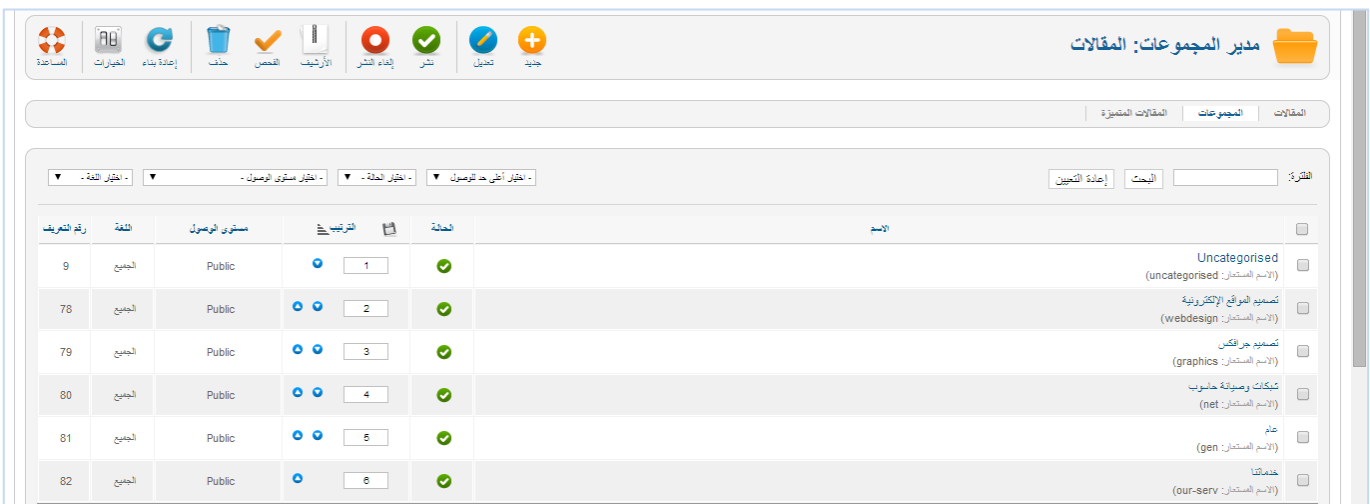 مدير المجموعات: المقالات
جديد
تعديل
نشر
إلغاء النشر
الأرشيف
الفحص
حذف
إعادة بناء
الخيارات
المساعدة
المقالات
المجموعات
المقالات المتميزة
الفلترة:
البحث
إعادة التعيين
- اختيار أعلى حد للوصول
- اختيار الحالة -
- اختيار مستوى الوصول -
- اختيار اللغة -
الاسم الحالة الترتيب مستوى الوصول اللغة رقم التعريف
Uncategorised 1 Public الجميع 9
(الاسم المستعار: uncategorised)
تصميم المواقع الإلكترونية 2 Public الجميع 78
(الاسم المستعار: webdesign)
تصميم جرافكس 3 Public الجميع 79
(الاسم المستعار: graphics)
شبكات وصيانة حاسوب 4 Public الجميع 80
(الاسم المستعار: net)
عام 5 Public الجميع 81
(الاسم المستعار: gen)
خدماتنا 6 Public الجميع 82
(الاسم المستعار: our-serv)